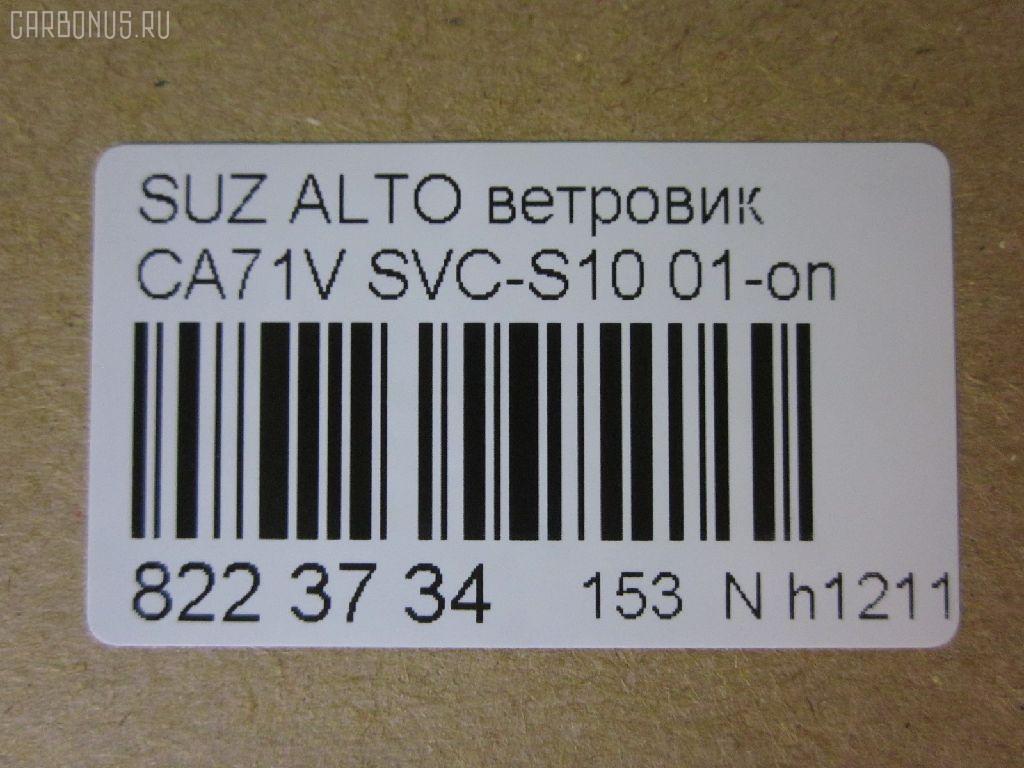 CARBONUS.RU
SUZ ALTO ветровик
CA71V SVC-S10 01-on
822 37 34 153 N h1211